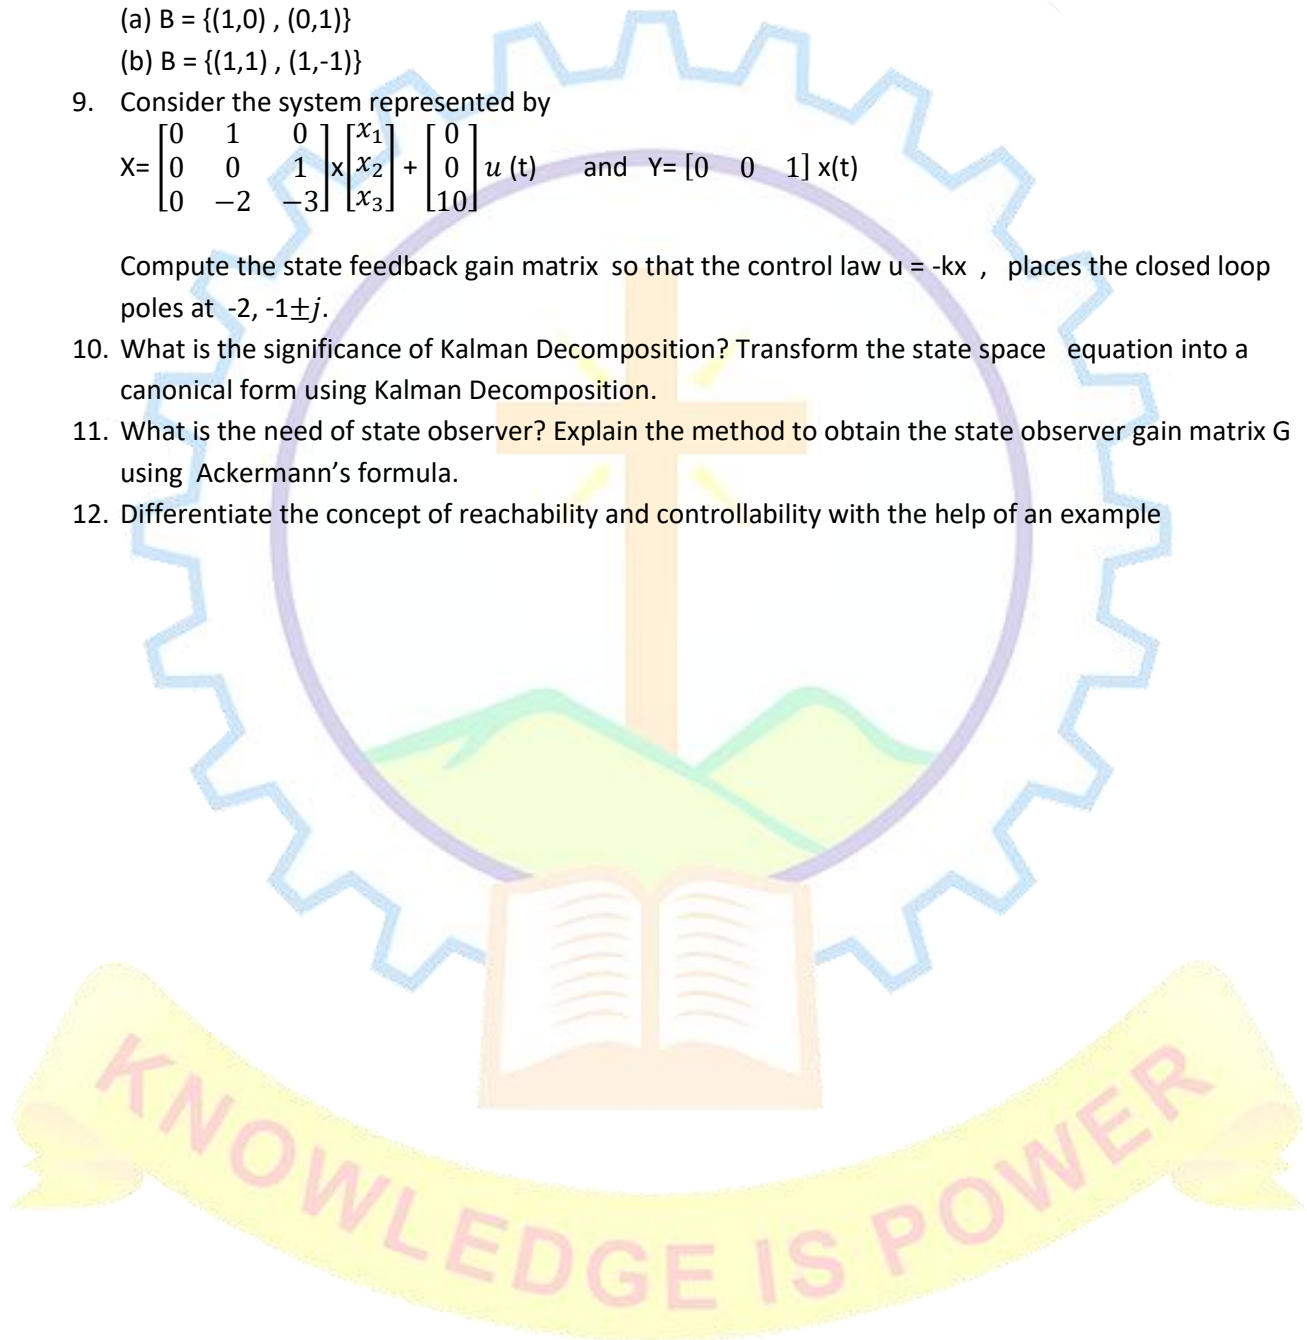 (a) B = {(1,0) , (0,1)}
(b) B = {(1,1) , (1,-1)}
9. Consider the system represented by
X= [0 1 0; 0 0 1; 0 −2 −3] x [x₁; x₂; x₃] + [0; 0; 10] u (t) and Y= [0 0 1] x(t)
Compute the state feedback gain matrix so that the control law u = -kx , places the closed loop
poles at -2, -1±j.
10. What is the significance of Kalman Decomposition? Transform the state space equation into a
canonical form using Kalman Decomposition.
11. What is the need of state observer? Explain the method to obtain the state observer gain matrix G
using Ackermann’s formula.
12. Differentiate the concept of reachability and controllability with the help of an example
KNOWLEDGE IS POWER